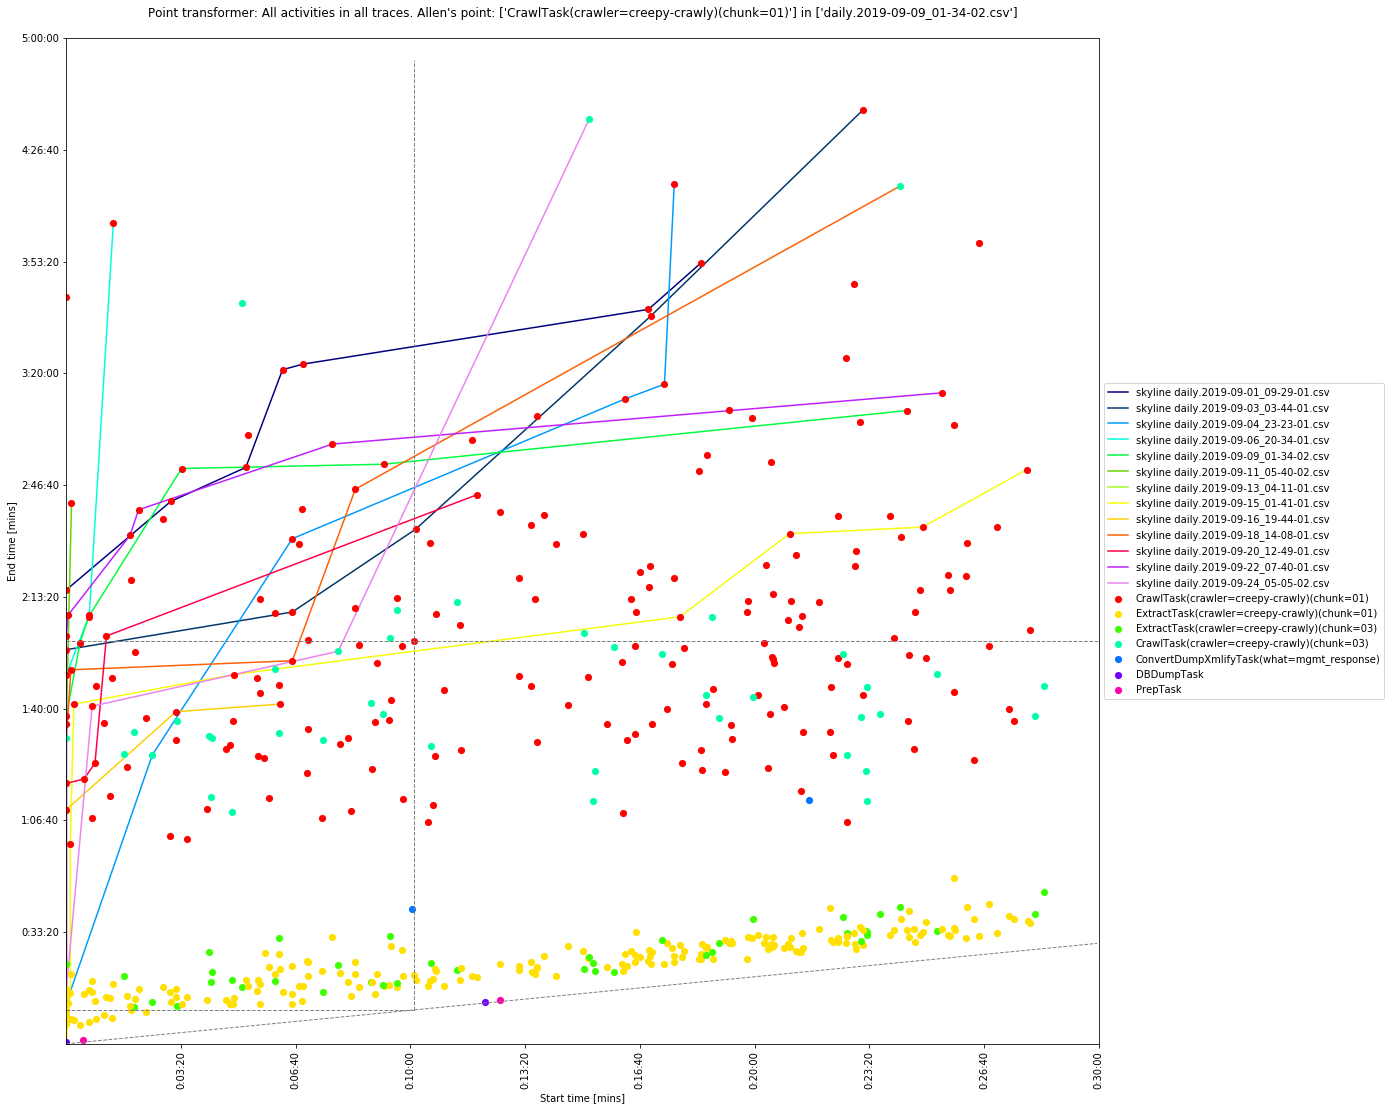 Point transformer: All activities in all traces. Allen's point: ['CrawlTask(crawler=creepy-crawly)(chunk=01)'] in ['daily.2019-09-09_01-34-02.csv']
5:00:00
4:26:40
3:53:20
3:20:00
2:46:40
2:13:20
1:40:00
1:06:40
0:33:20
End time [mins]
0:03:20
0:06:40
0:10:00
0:13:20
0:16:40
0:20:00
0:23:20
0:26:40
0:30:00
Start time [mins]
skyline daily.2019-09-01_09-29-01.csv
skyline daily.2019-09-03_03-44-01.csv
skyline daily.2019-09-04_23-23-01.csv
skyline daily.2019-09-06_20-34-01.csv
skyline daily.2019-09-09_01-34-02.csv
skyline daily.2019-09-11_05-40-02.csv
skyline daily.2019-09-13_04-11-01.csv
skyline daily.2019-09-15_01-41-01.csv
skyline daily.2019-09-16_19-44-01.csv
skyline daily.2019-09-18_14-08-01.csv
skyline daily.2019-09-20_12-49-01.csv
skyline daily.2019-09-22_07-40-01.csv
skyline daily.2019-09-24_05-05-02.csv
CrawlTask(crawler=creepy-crawly)(chunk=01)
ExtractTask(crawler=creepy-crawly)(chunk=01)
ExtractTask(crawler=creepy-crawly)(chunk=03)
CrawlTask(crawler=creepy-crawly)(chunk=03)
ConvertDumpXmlifyTask(what=mgmt_response)
DBDumpTask
PrepTask